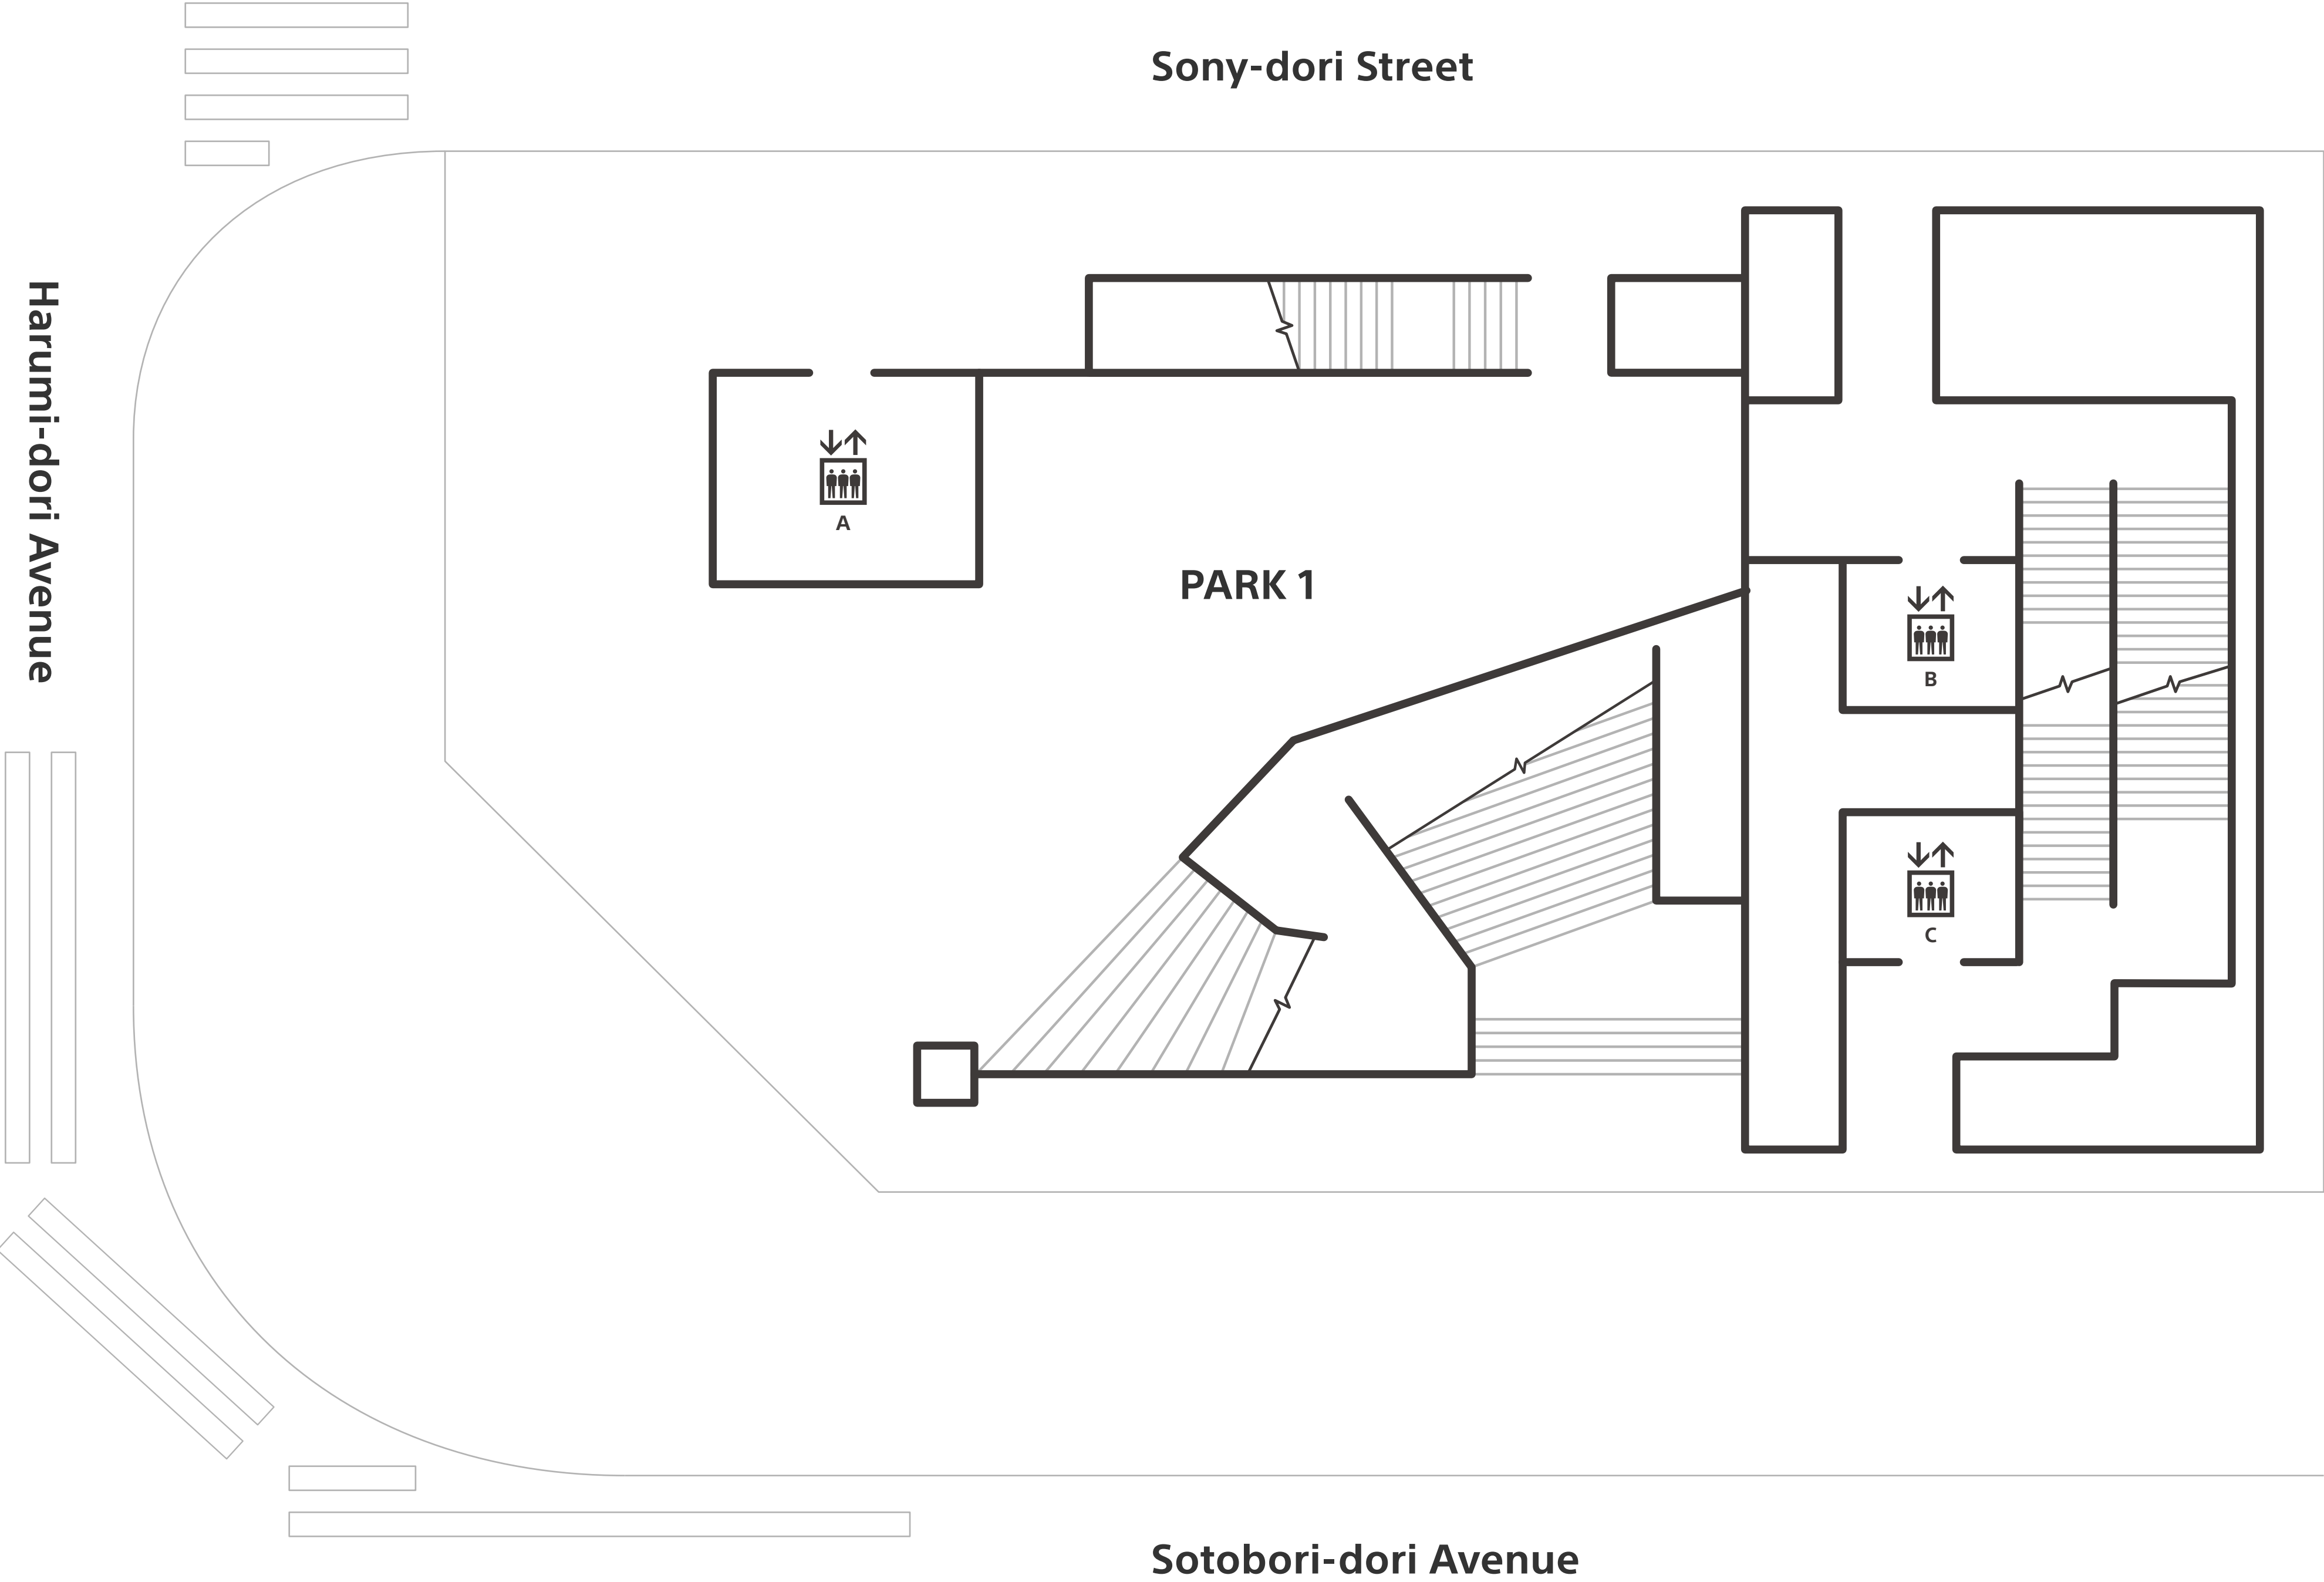 Sony-dori Street
Harumi-dori Avenue
A
PARK 1
B
C
Sotobori-dori Avenue